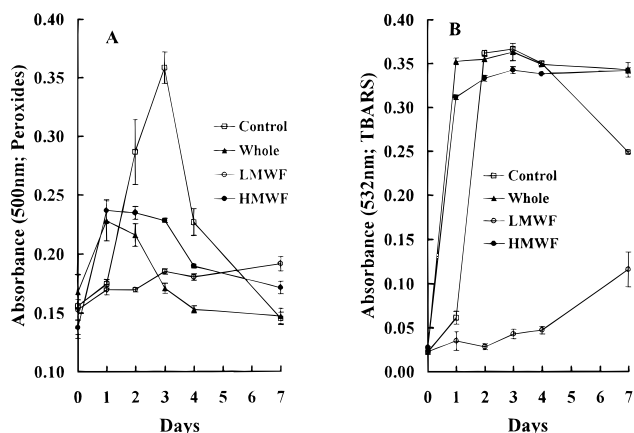 A
B
0.40
0.35
0.30
0.25
0.20
0.15
0.10
Absorbance (500nm; Peroxides)
Control
Whole
LMWF
HMWF
0 1 2 3 4 5 6 7
Days
0.40
0.35
0.30
0.25
0.20
0.15
0.10
0.05
0.00
Absorbance (532nm; TBARS)
Control
Whole
LMWF
HMWF
0 1 2 3 4 5 6 7
Days